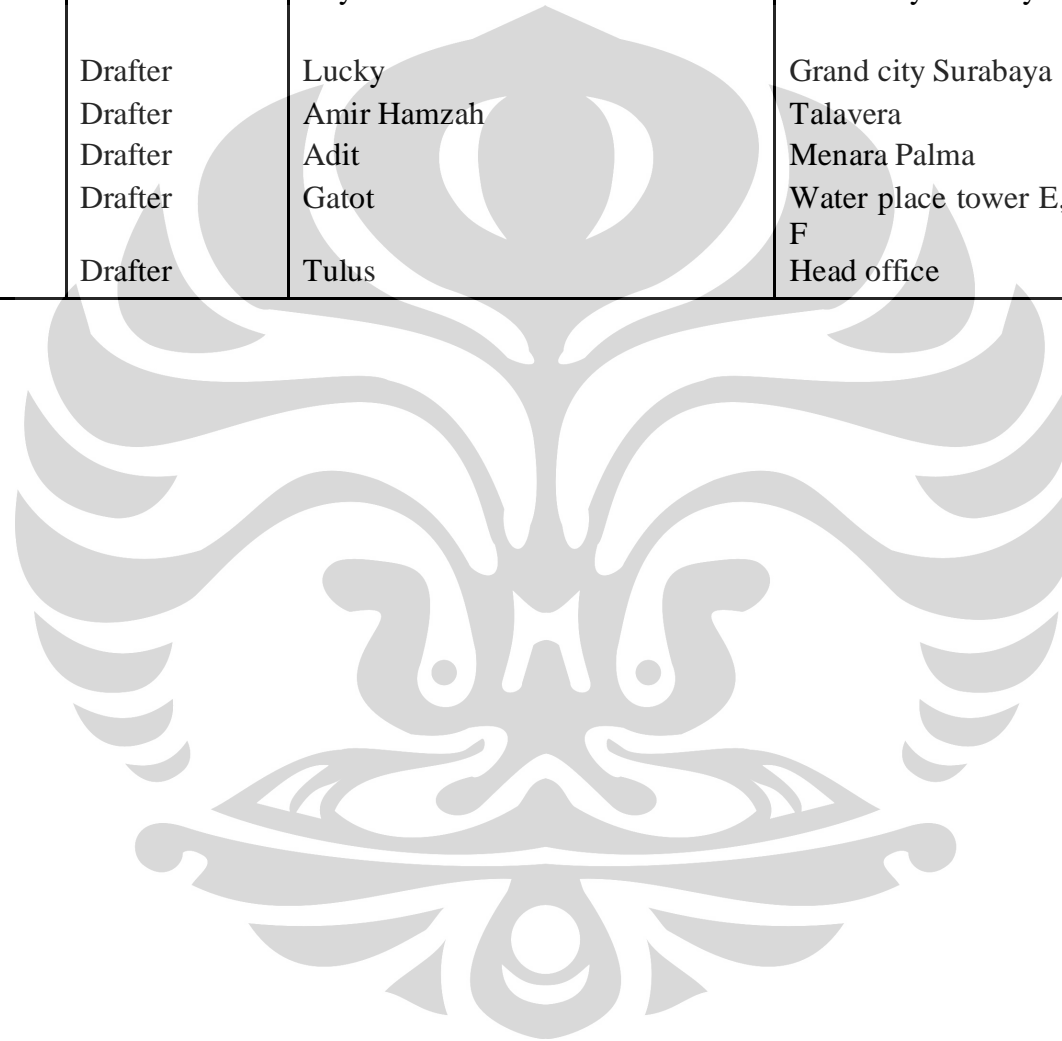 Drafter Lucky Grand city Surabaya
Drafter Amir Hamzah Talavera
Drafter Adit Menara Palma
Drafter Gatot Water place tower E,
F
Drafter Tulus Head office